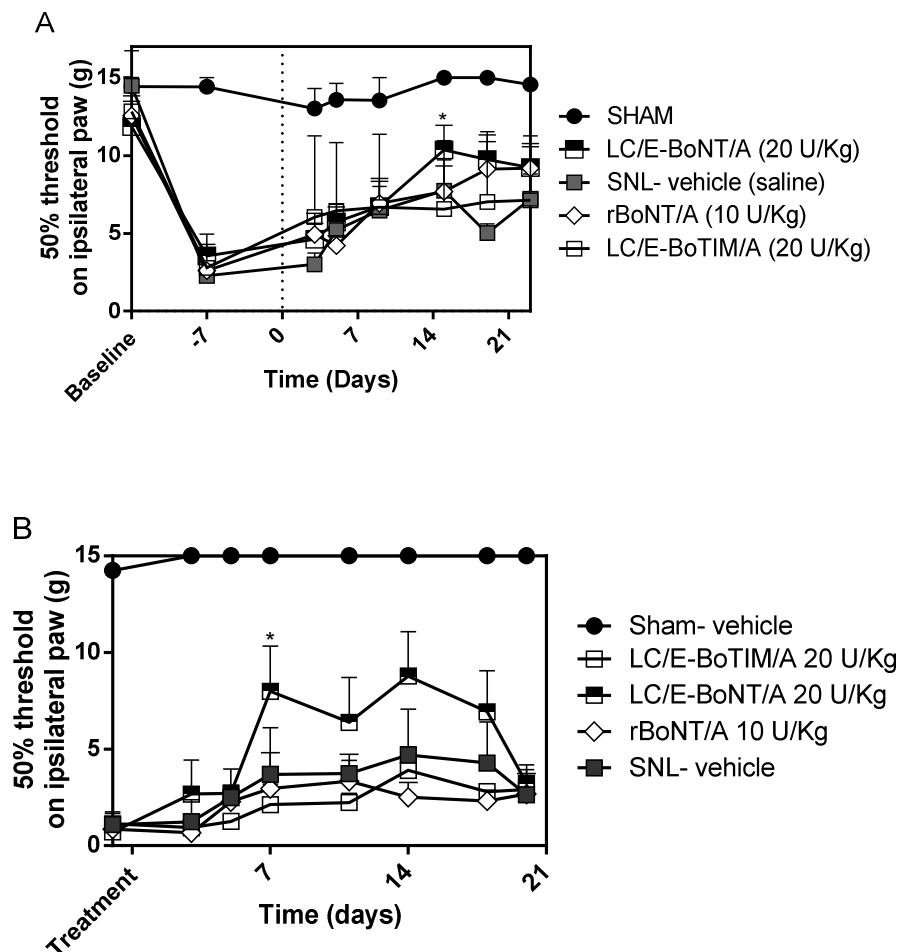 A
50% threshold
on ipsilateral paw (g)
15
10
5
0
*
Baseline
-7
0
7
14
21
Time (Days)
SHAM
LC/E-BoNT/A (20 U/Kg)
SNL- vehicle (saline)
rBoNT/A (10 U/Kg)
LC/E-BoTIM/A (20 U/Kg)
B
50% threshold
on ipsilateral paw (g)
15
10
5
0
*
Treatment
7
14
21
Time (days)
Sham- vehicle
LC/E-BoTIM/A 20 U/Kg
LC/E-BoNT/A 20 U/Kg
rBoNT/A 10 U/Kg
SNL- vehicle